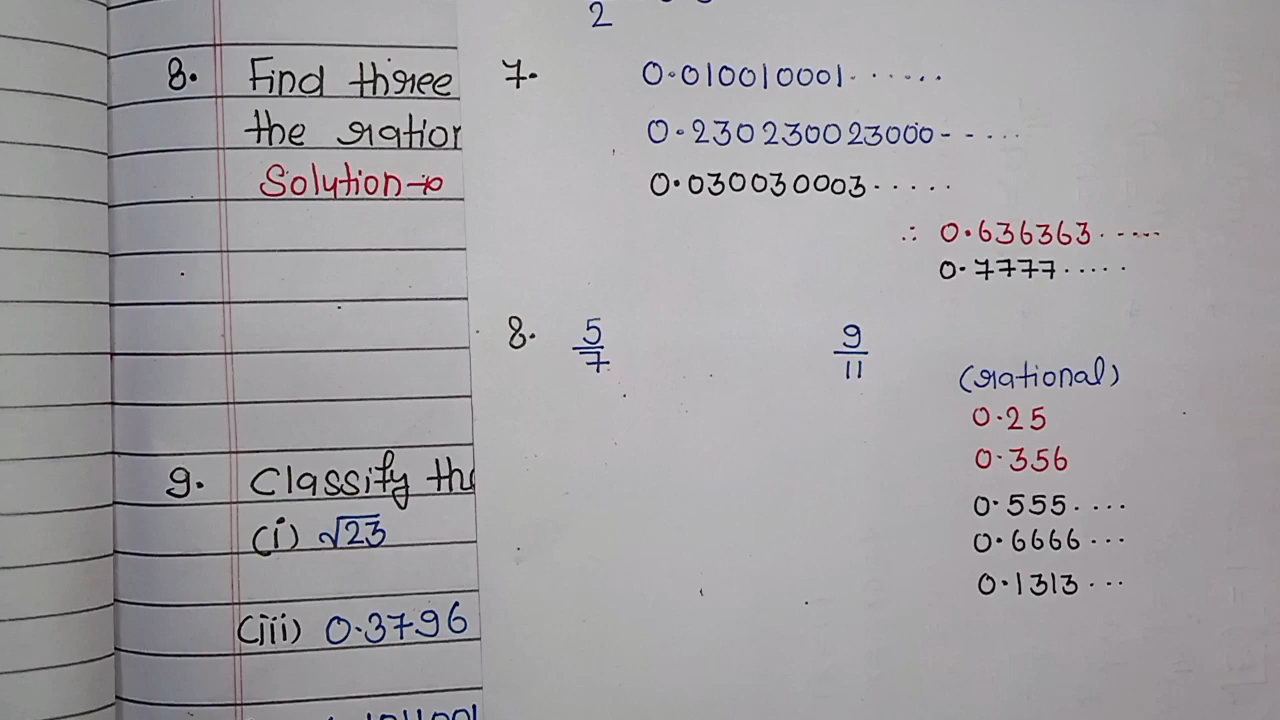 2
8. Find three
the ration
Solution→
9. Classify the
(i) √23
(iii) 0.3796
7. 0.010010001......
0.230230023000-----
0.030030003.....
∴ 0.636363.....
0.7777.....
8. 5/7 9/11
(rational)
0.25
0.356
0.555....
0.6666...
0.1313...